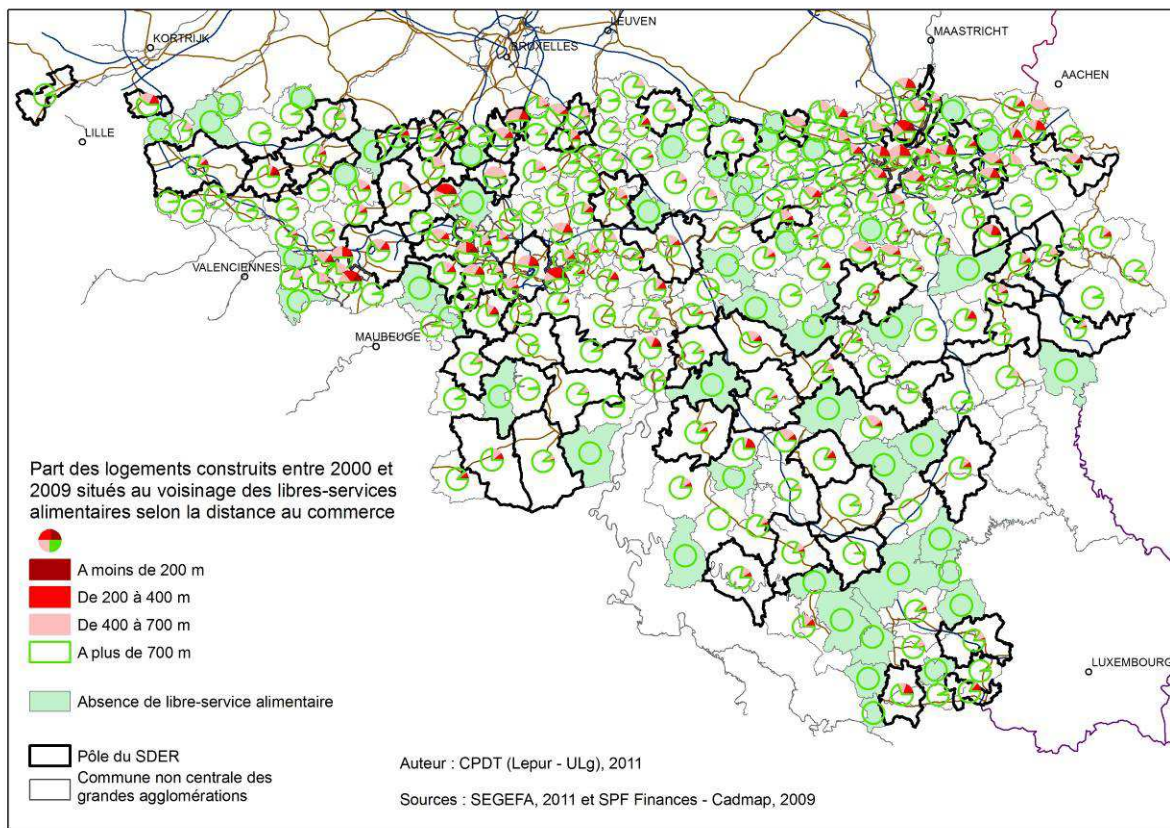 KORTRIJK
LEUVEN
BRUXELLES
MAASTRICHT
AACHEN
LILLE
VALENCIENNES
MAUBEUGE
LUXEMBOURG
Part des logements construits entre 2000 et
2009 situés au voisinage des libres-services
alimentaires selon la distance au commerce
A moins de 200 m
De 200 à 400 m
De 400 à 700 m
A plus de 700 m
Absence de libre-service alimentaire
Pôle du SDER
Commune non centrale des
grandes agglomérations
Auteur : CPDT (Lepur - ULg), 2011
Sources : SEGEFA, 2011 et SPF Finances - Cadmap, 2009